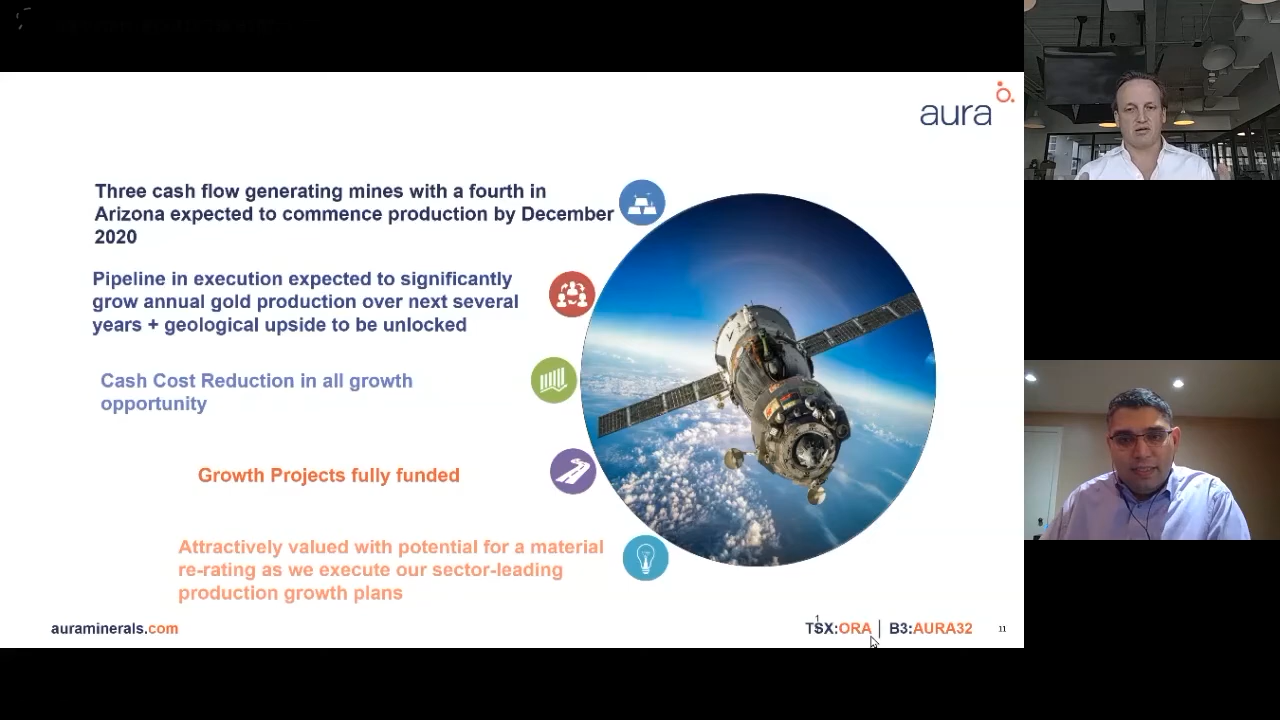 aura
Three cash flow generating mines with a fourth in
Arizona expected to commence production by December
2020
Pipeline in execution expected to significantly
grow annual gold production over next several
years + geological upside to be unlocked
Cash Cost Reduction in all growth
opportunity
Growth Projects fully funded
Attractively valued with potential for a material
re-rating as we execute our sector-leading
production growth plans
auraminerals.com
1
TSX:ORA | B3:AURA32
11